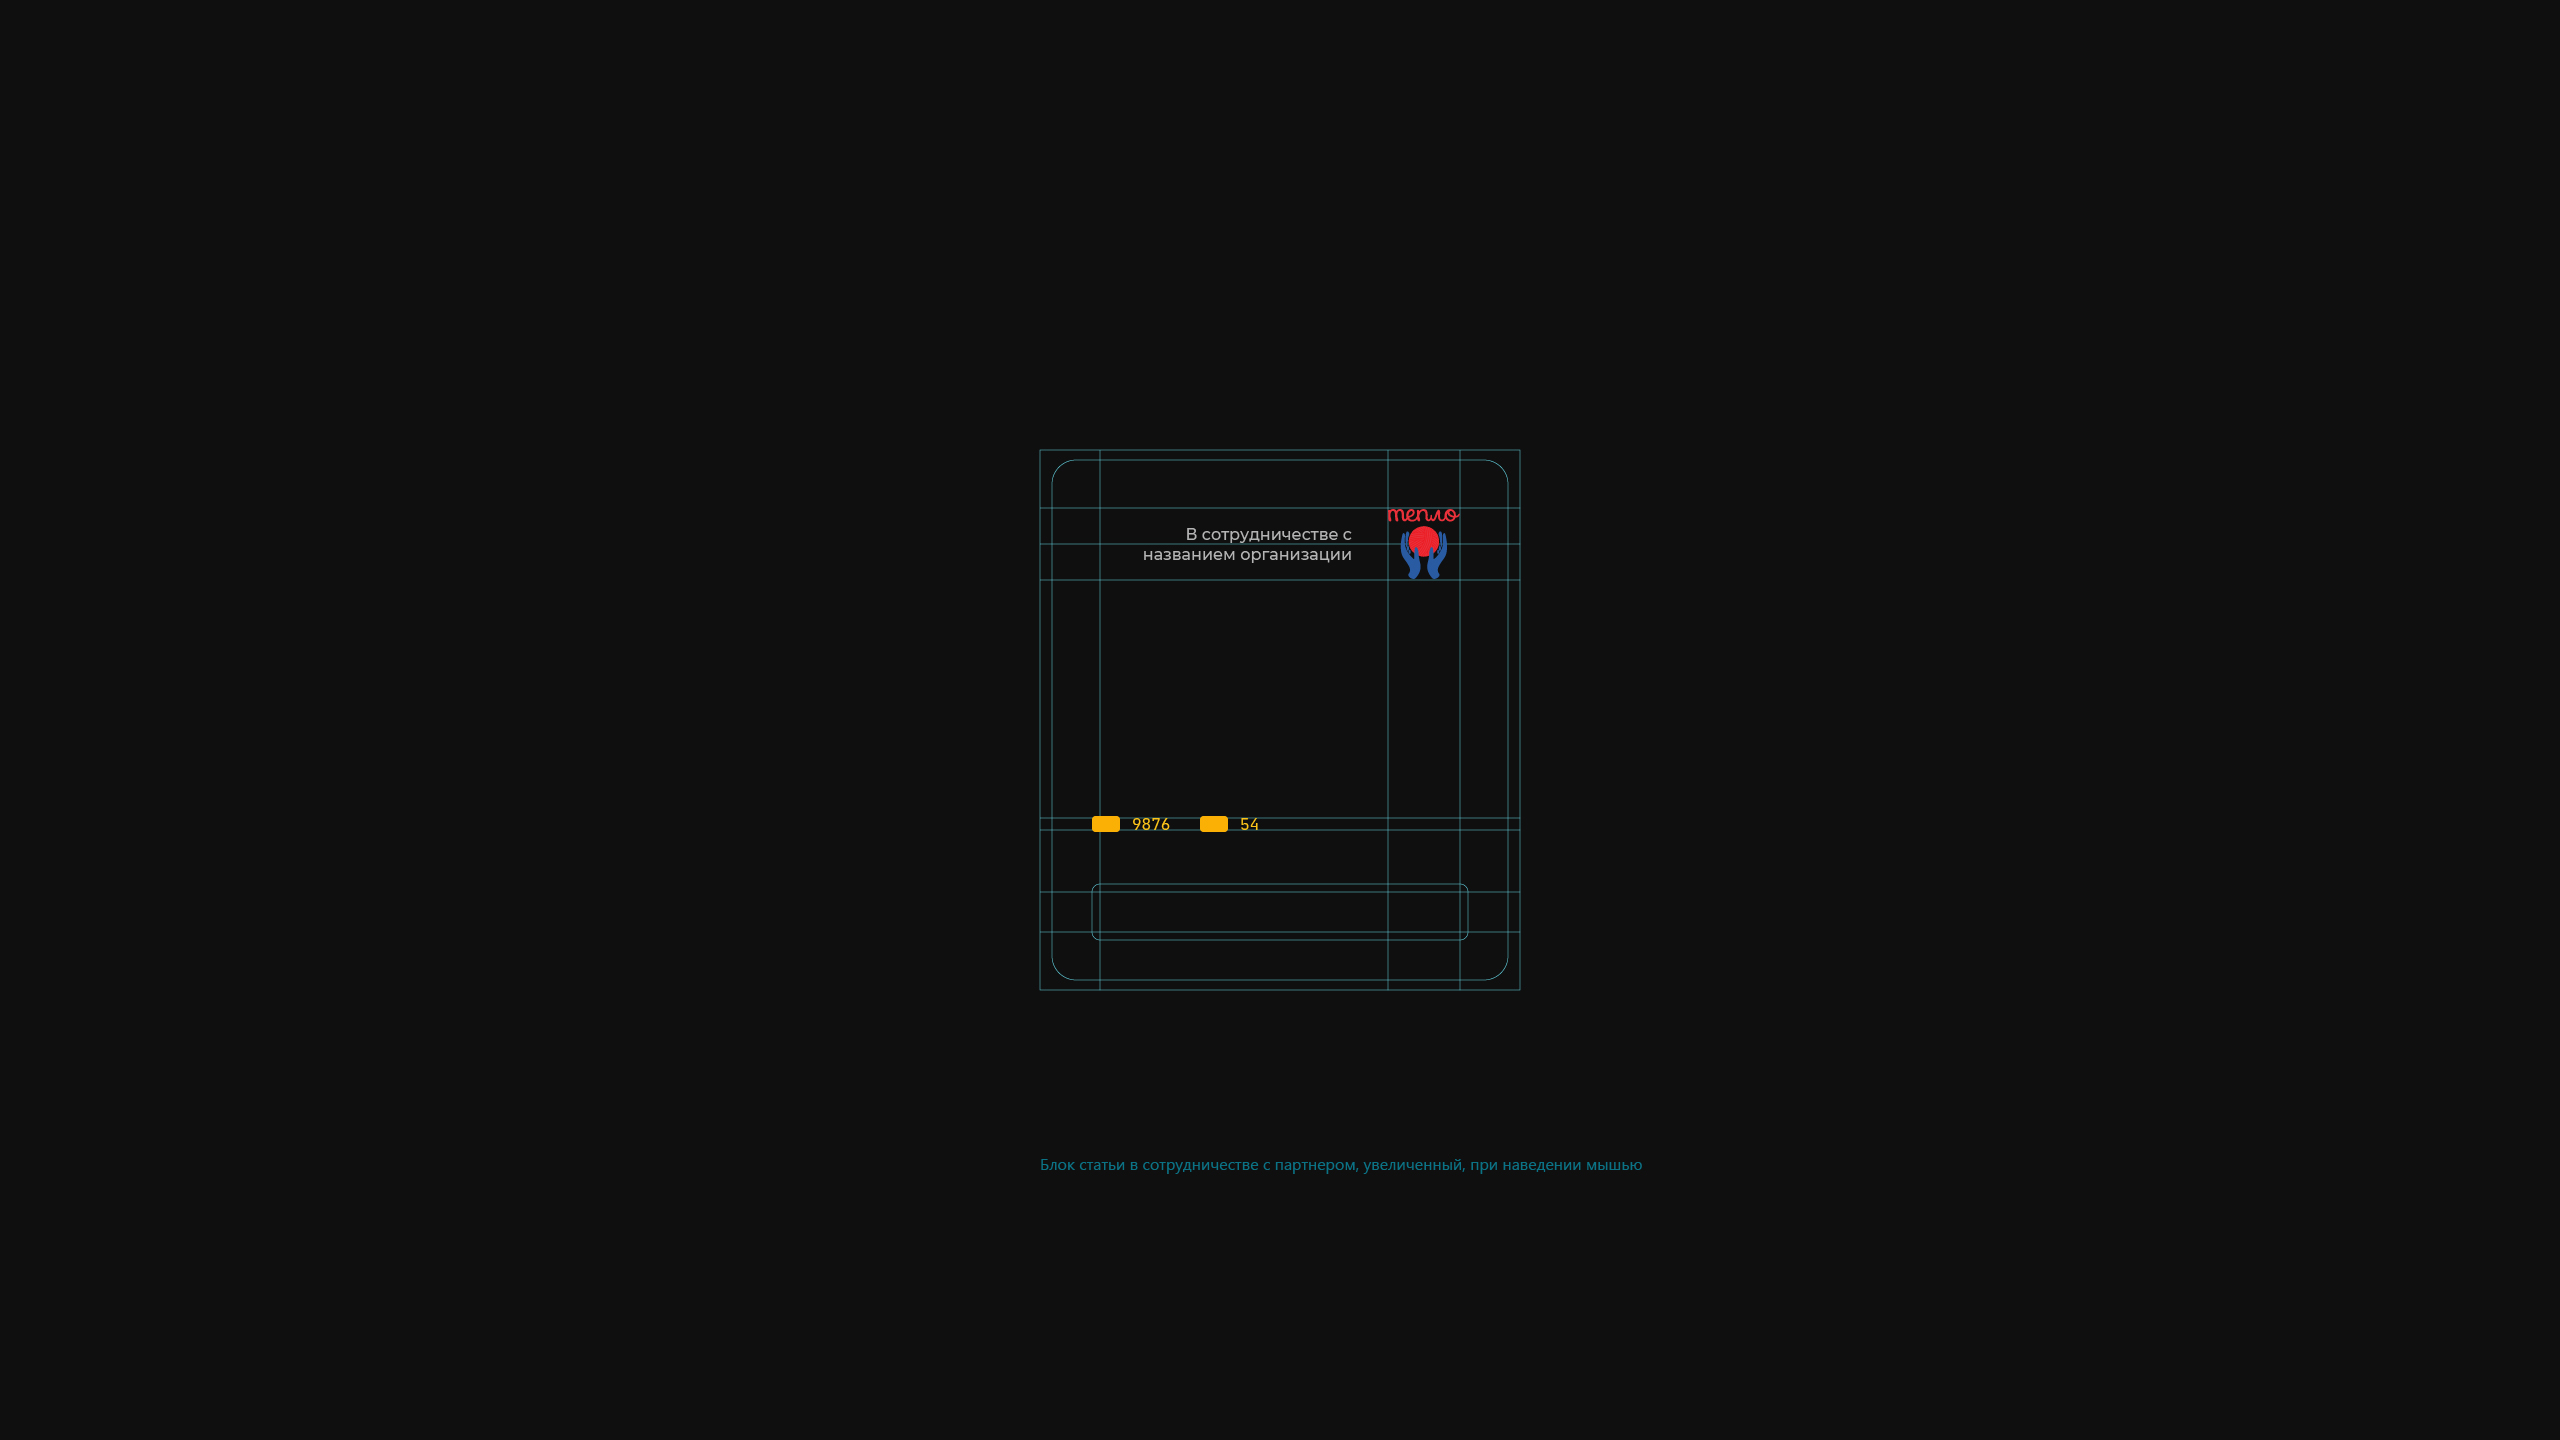 тепло
В сотрудничестве с
названием организации
9876 54
Блок статьи в сотрудничестве с партнером, увеличенный, при наведении мышью